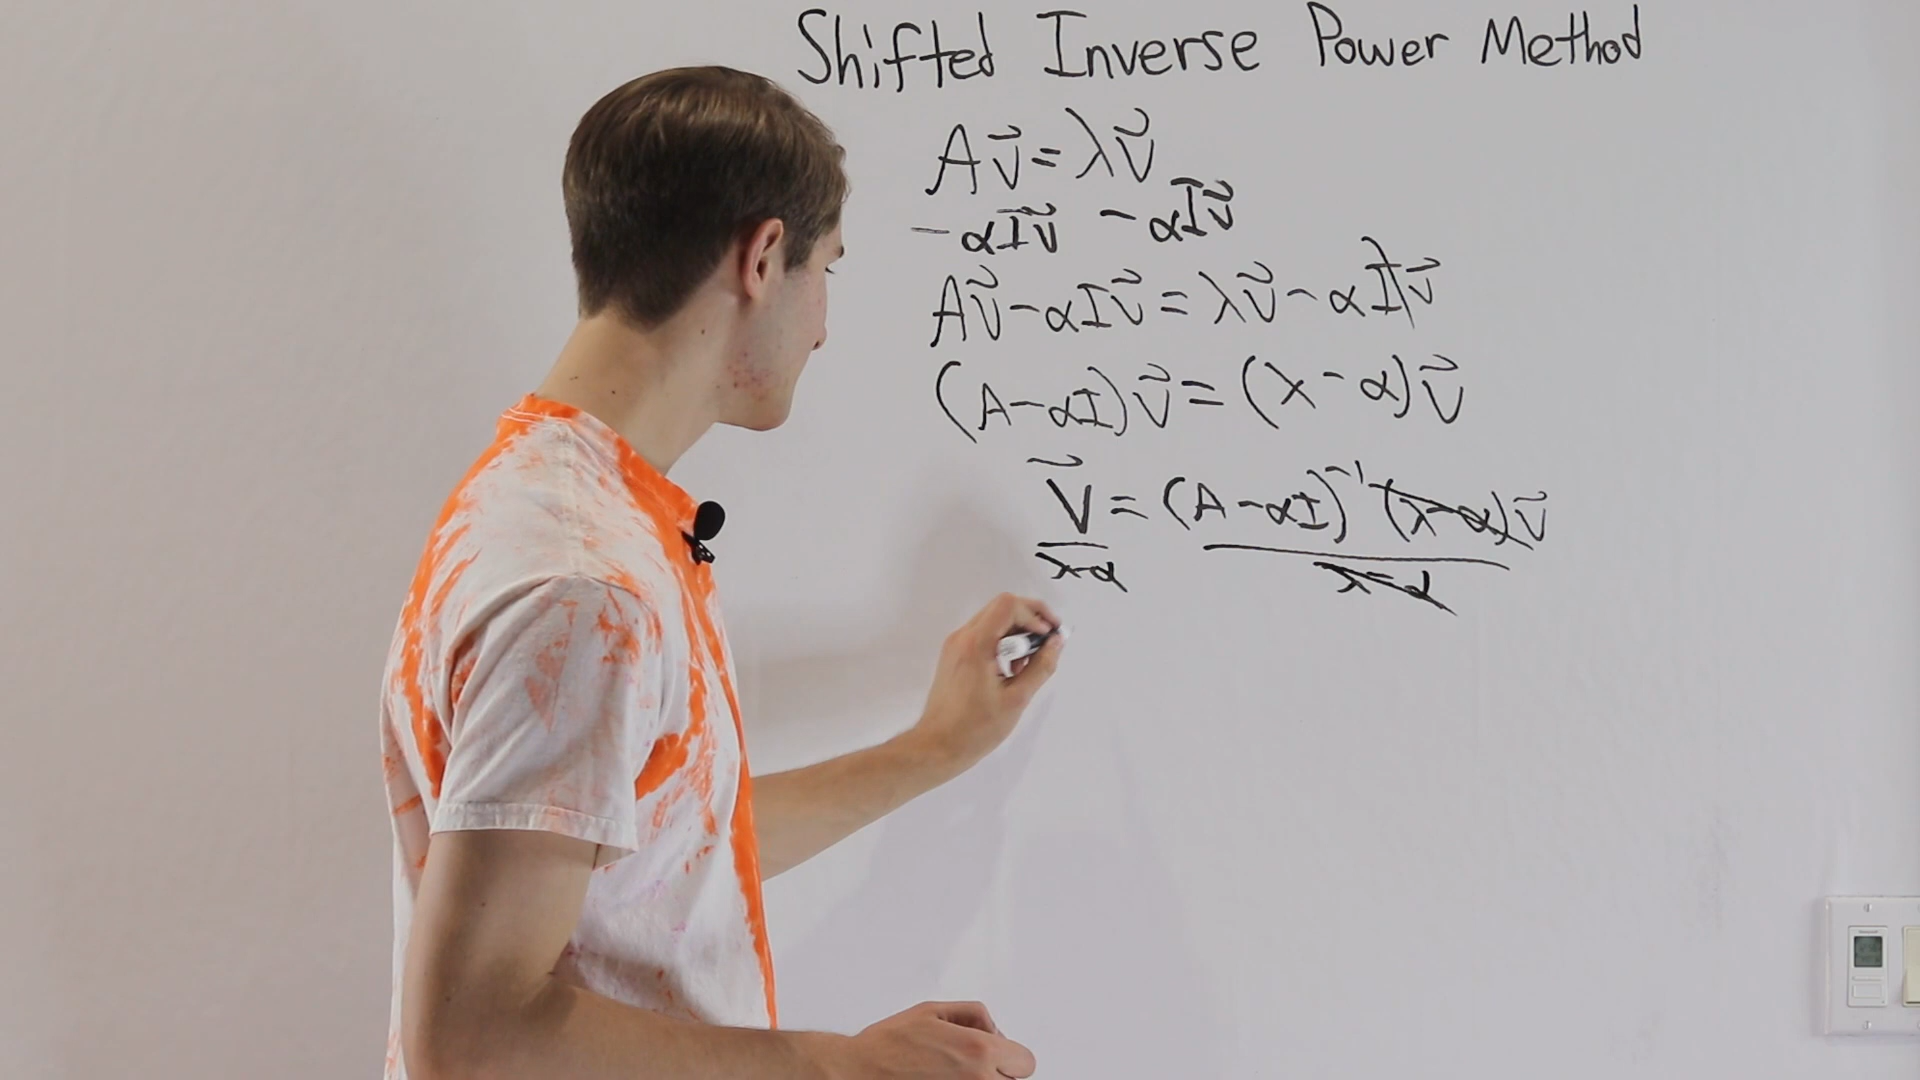 Shifted Inverse Power Method
Av⃗ = λv⃗
- αIv⃗ - αIv⃗
Av⃗ - αIv⃗ = λv⃗ - αIv⃗
(A - αI)v⃗ = (λ - α)v⃗
v⃗ = (A - αI)⁻¹ (λ - α)v⃗
λ-α λ-α